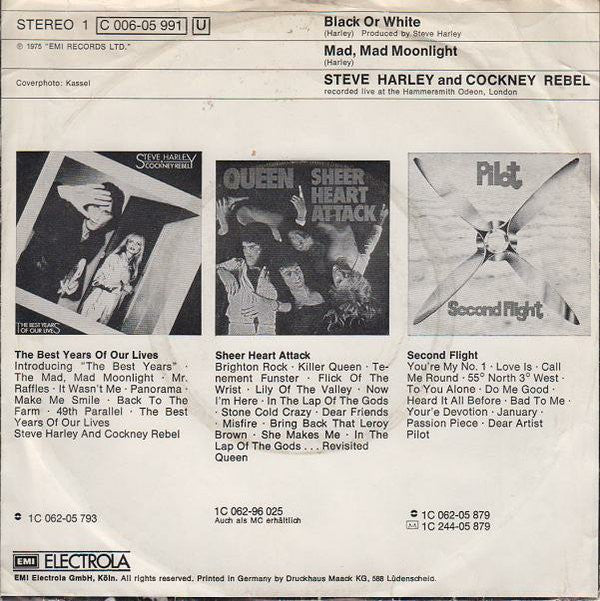 STEREO 1 C 006-05 991 U
℗ 1975 "EMI RECORDS LTD."
Coverphoto: Kassel
Black Or White
(Harley) Produced by Steve Harley
Mad, Mad Moonlight
(Harley)
STEVE HARLEY and COCKNEY REBEL
recorded live at the Hammersmith Odeon, London
STEVE HARLEY
COCKNEY REBEL
THE BEST YEARS
OF OUR LIVES
QUEEN SHEER
HEART
ATTACK
Pilot
Second Flight
The Best Years Of Our Lives
Introducing "The Best Years" ·
The Mad, Mad Moonlight · Mr.
Raffles · It Wasn't Me · Panorama ·
Make Me Smile · Back To The
Farm · 49th Parallel · The Best
Years Of Our Lives
Steve Harley And Cockney Rebel
1C 062-05 793
Sheer Heart Attack
Brighton Rock · Killer Queen · Te-
nement Funster · Flick Of The
Wrist · Lily Of The Valley · Now
I'm Here · In The Lap Of The Gods
· Stone Cold Crazy · Dear Friends
· Misfire · Bring Back That Leroy
Brown · She Makes Me · In The
Lap Of The Gods ... Revisited
Queen
1C 062-96 025
Auch als MC erhältlich
Second Flight
You're My No. 1 · Love Is · Call
Me Round · 55° North 3° West ·
To You Alone · Do Me Good ·
Heard It All Before · Bad To Me ·
Your'e Devotion · January ·
Passion Piece · Dear Artist
Pilot
1C 062-05 879
1C 244-05 879
EMI ELECTROLA
EMI Electrola GmbH, Köln. All rights reserved. Printed in Germany by Druckhaus Maack KG, 588 Lüdenscheid.